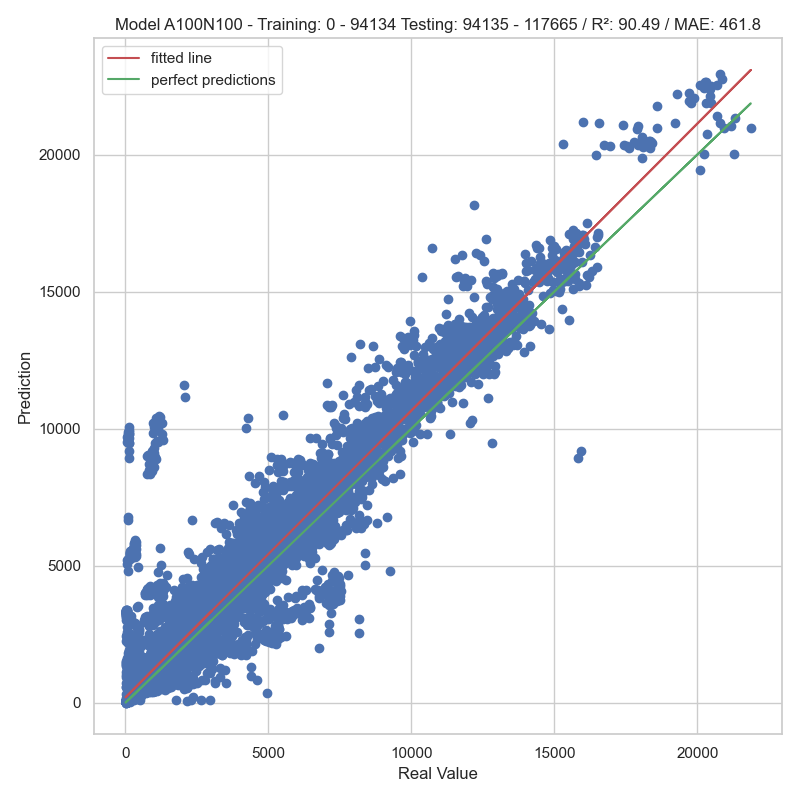 Model A100N100 - Training: 0 - 94134 Testing: 94135 - 117665 / R²: 90.49 / MAE: 461.8
fitted line
perfect predictions
20000
15000
10000
5000
0
Prediction
0 5000 10000 15000 20000
Real Value